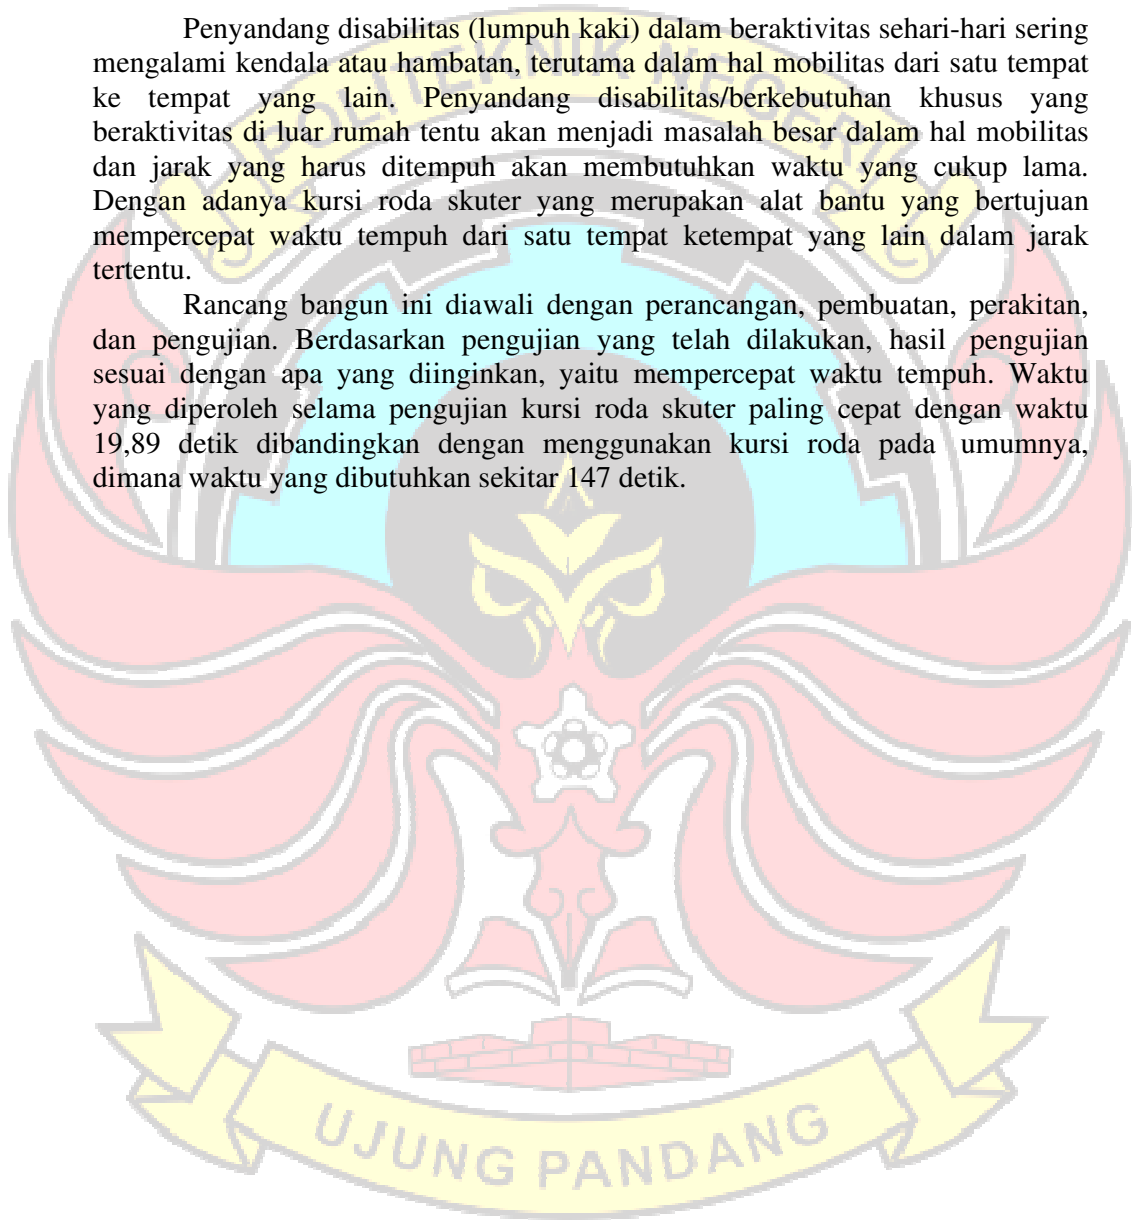 Penyandang disabilitas (lumpuh kaki) dalam beraktivitas sehari-hari sering
mengalami kendala atau hambatan, terutama dalam hal mobilitas dari satu tempat
ke tempat yang lain. Penyandang disabilitas/berkebutuhan khusus yang
beraktivitas di luar rumah tentu akan menjadi masalah besar dalam hal mobilitas
dan jarak yang harus ditempuh akan membutuhkan waktu yang cukup lama.
Dengan adanya kursi roda skuter yang merupakan alat bantu yang bertujuan
mempercepat waktu tempuh dari satu tempat ketempat yang lain dalam jarak
tertentu.
Rancang bangun ini diawali dengan perancangan, pembuatan, perakitan,
dan pengujian. Berdasarkan pengujian yang telah dilakukan, hasil pengujian
sesuai dengan apa yang diinginkan, yaitu mempercepat waktu tempuh. Waktu
yang diperoleh selama pengujian kursi roda skuter paling cepat dengan waktu
19,89 detik dibandingkan dengan menggunakan kursi roda pada umumnya,
dimana waktu yang dibutuhkan sekitar 147 detik.
POLITEKNIK NEGERI
UJUNG PANDANG